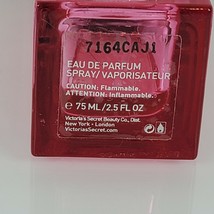 7164CAJ1
EAU DE PARFUM
SPRAY/ VAPORISATEUR
CAUTION: Flammable.
ATTENTION: Inflammable.
℮ 75 ML/2.5 FL OZ
Victoria's Secret Beauty Co., Dist.
New York • London
VictoriasSecret.com